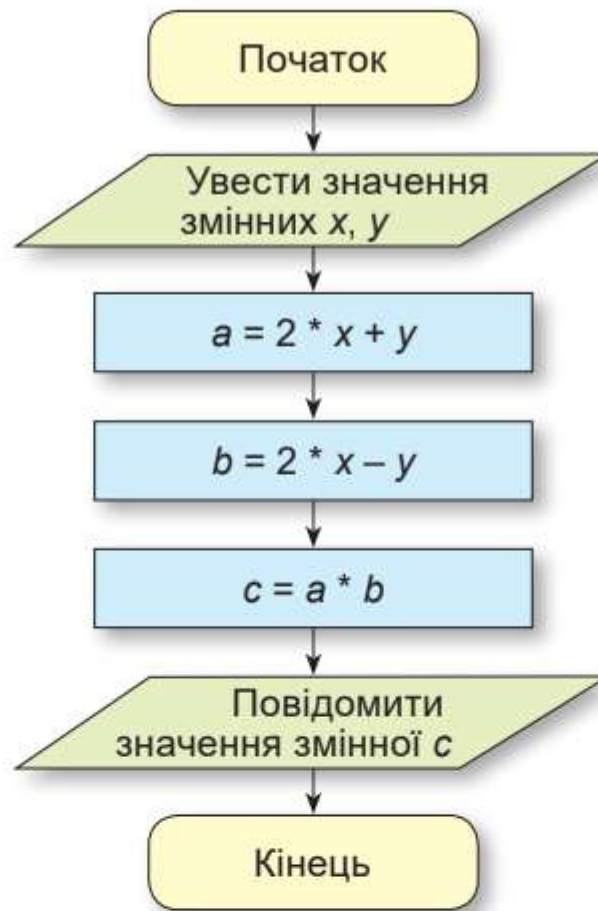 Початок
Увести значення
змінних x, y
a = 2 * x + y
b = 2 * x – y
c = a * b
Повідомити
значення змінної c
Кінець